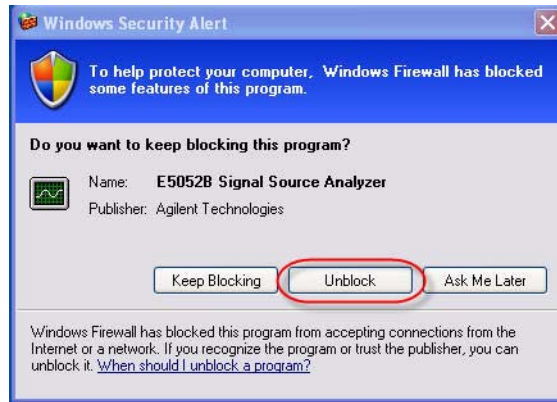 Windows Security Alert
To help protect your computer, Windows Firewall has blocked
some features of this program.
Do you want to keep blocking this program?
Name: E5052B Signal Source Analyzer
Publisher: Agilent Technologies
Keep Blocking Unblock Ask Me Later
Windows Firewall has blocked this program from accepting connections from the
Internet or a network. If you recognize the program or trust the publisher, you can
unblock it. When should I unblock a program?